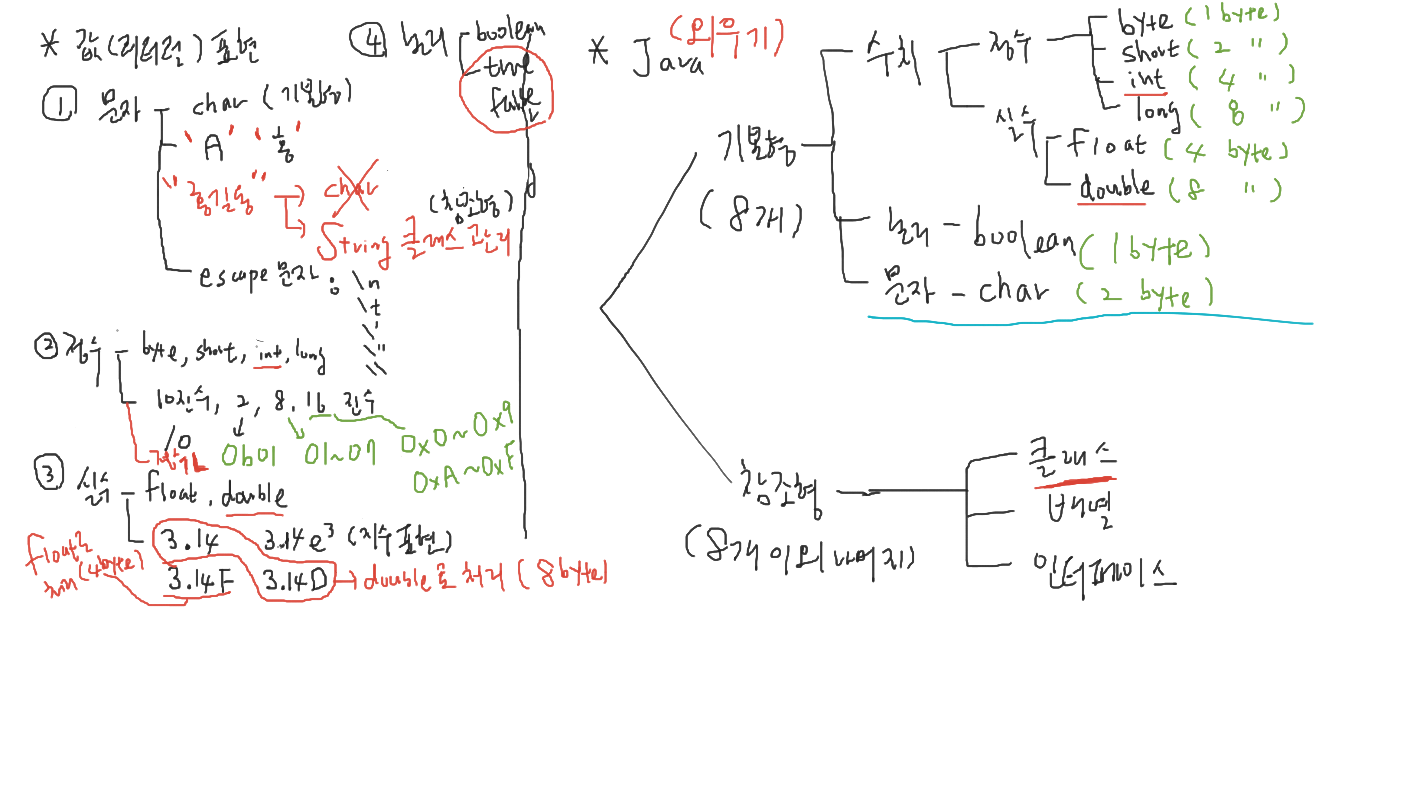 * 값(리터럴) 표현
① 문자 - char (기본형)
'A' '홍'
"홍길동" → char
→ String 클래스 관리
(참조형)
escape 문자 : \n
\t
\'
\"
\\
② 정수 - byte, short, int, long
10진수, 2, 8, 16 진수
10
0b01 01~07 0x0~0x9
0xA~0xF
③ 실수 - float, double
3.14 3.14e³ (지수표현)
3.14F 3.14D → double로 처리 (8byte)
float로
처리 (4byte)
④ 논리 - boolean
true
false
* Java (외우기)
기본형
(8개)
수치 - 정수 - byte (1 byte)
short (2 ")
int (4 ")
long (8 ")
실수
float (4 byte)
double (8 ")
논리 - boolean (1 byte)
문자 - char (2 byte)
참조형
(8개 이외 나머지)
클래스
배열
인터페이스